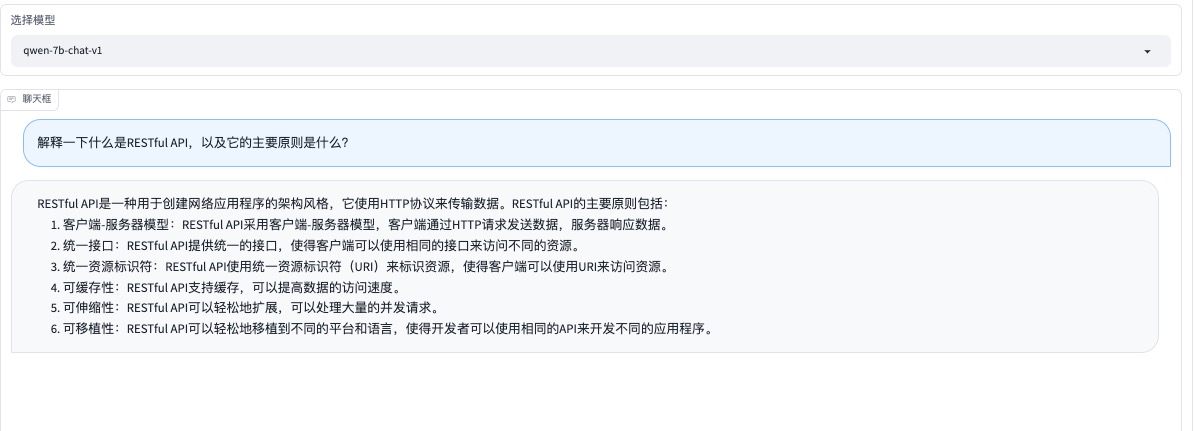 选择模型
qwen-7b-chat-v1
聊天框
解释一下什么是RESTful API，以及它的主要原则是什么?
RESTful API是一种用于创建网络应用程序的架构风格，它使用HTTP协议来传输数据。RESTful API的主要原则包括：
1. 客户端-服务器模型：RESTful API采用客户端-服务器模型，客户端通过HTTP请求发送数据，服务器响应数据。
2. 统一接口：RESTful API提供统一的接口，使得客户端可以使用相同的接口来访问不同的资源。
3. 统一资源标识符：RESTful API使用统一资源标识符（URI）来标识资源，使得客户端可以使用URI来访问资源。
4. 可缓存性：RESTful API支持缓存，可以提高数据的访问速度。
5. 可伸缩性：RESTful API可以轻松地扩展，可以处理大量的并发请求。
6. 可移植性：RESTful API可以轻松地移植到不同的平台和语言，使得开发者可以使用相同的API来开发不同的应用程序。